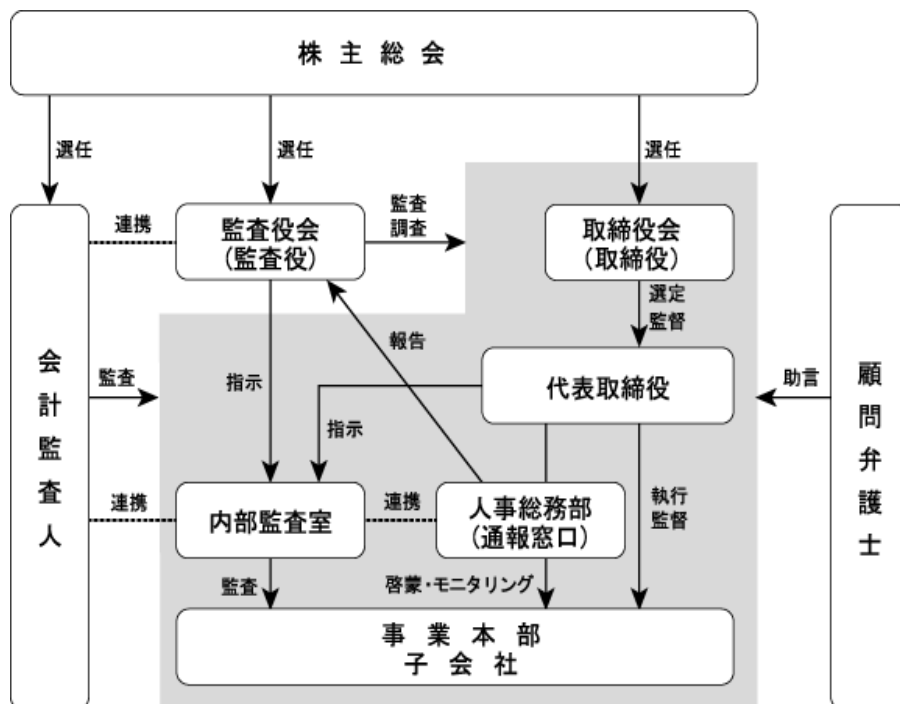 株主総会
選任
選任
選任
連携
監査役会
(監査役)
監査
調査
取締役会
(取締役)
選定
監督
報告
会計監査人
監査
指示
代表取締役
助言
顧問弁護士
指示
連携
内部監査室
連携
人事総務部
(通報窓口)
執行
監督
監査
啓蒙・モニタリング
事業本部
子会社